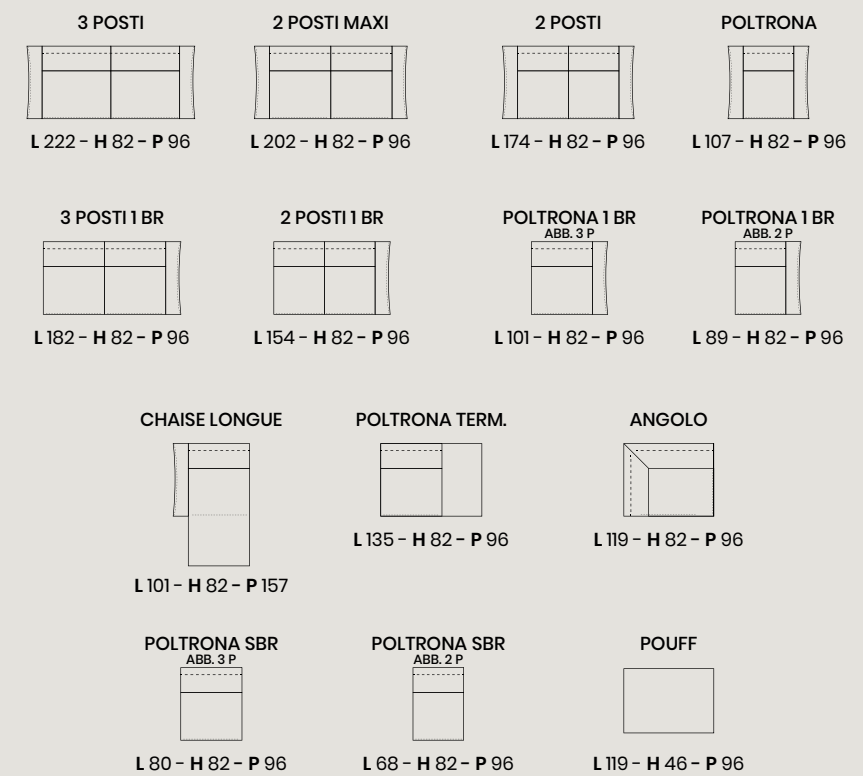 3 POSTI
L 222 - H 82 - P 96
2 POSTI MAXI
L 202 - H 82 - P 96
2 POSTI
L 174 - H 82 - P 96
POLTRONA
L 107 - H 82 - P 96
3 POSTI 1 BR
L 182 - H 82 - P 96
2 POSTI 1 BR
L 154 - H 82 - P 96
POLTRONA 1 BR
ABB. 3 P
L 101 - H 82 - P 96
POLTRONA 1 BR
ABB. 2 P
L 89 - H 82 - P 96
CHAISE LONGUE
L 101 - H 82 - P 157
POLTRONA TERM.
L 135 - H 82 - P 96
ANGOLO
L 119 - H 82 - P 96
POLTRONA SBR
ABB. 3 P
L 80 - H 82 - P 96
POLTRONA SBR
ABB. 2 P
L 68 - H 82 - P 96
POUFF
L 119 - H 46 - P 96